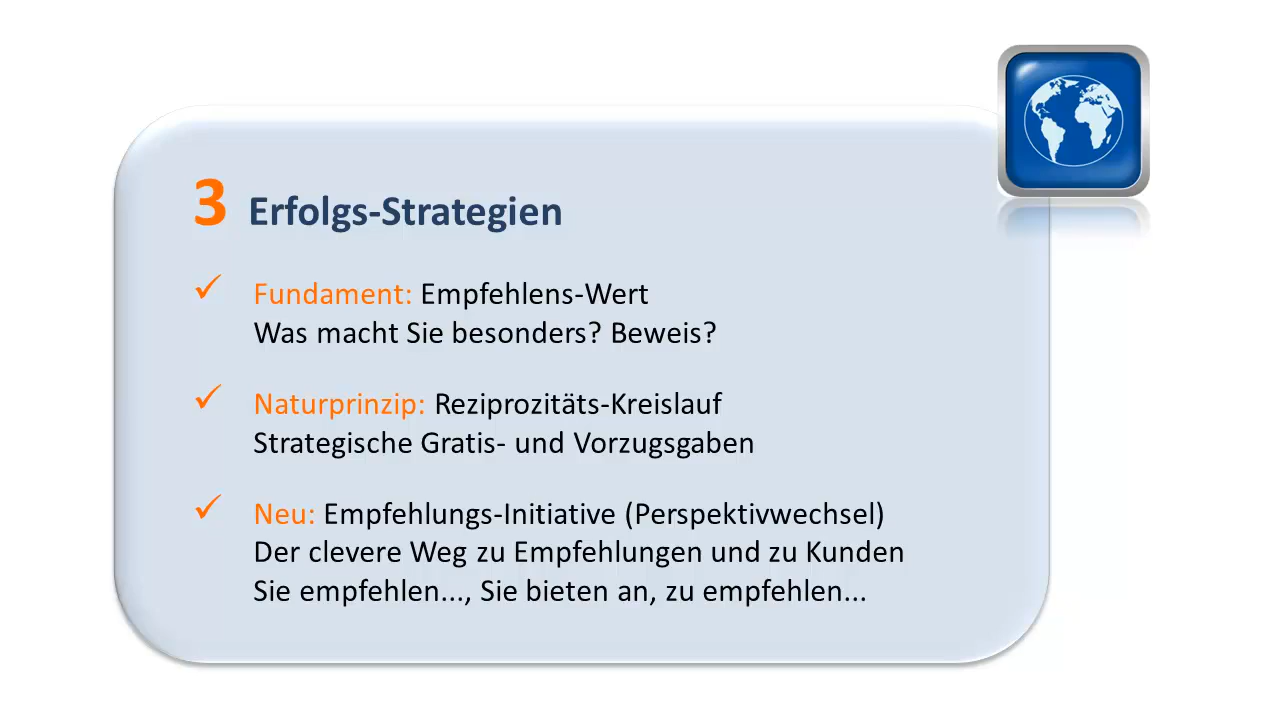 3 Erfolgs-Strategien
✓ Fundament: Empfehlens-Wert
Was macht Sie besonders? Beweis?
✓ Naturprinzip: Reziprozitäts-Kreislauf
Strategische Gratis- und Vorzugsgaben
✓ Neu: Empfehlungs-Initiative (Perspektivwechsel)
Der clevere Weg zu Empfehlungen und zu Kunden
Sie empfehlen..., Sie bieten an, zu empfehlen...